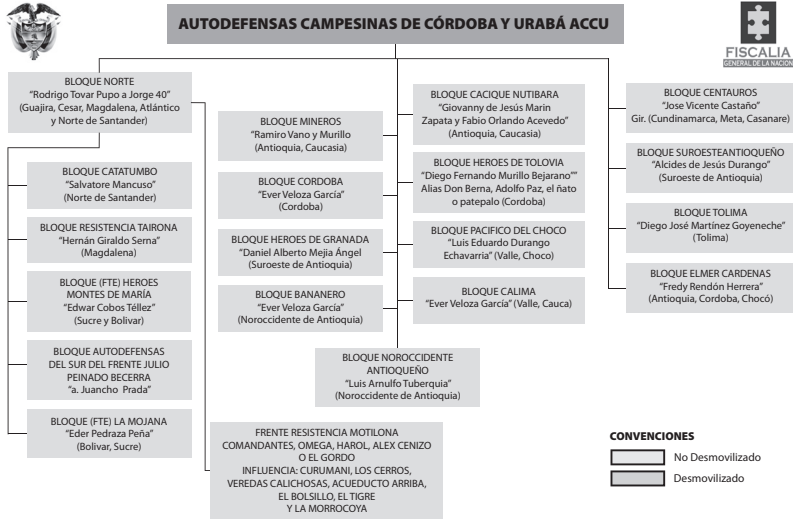 AUTODEFENSAS CAMPESINAS DE CÓRDOBA Y URABÁ ACCU
FISCALIA
GENERAL DE LA NACION
BLOQUE NORTE
“Rodrigo Tovar Pupo a Jorge 40”
(Guajira, Cesar, Magdalena, Atlántico
y Norte de Santander)
BLOQUE CATATUMBO
“Salvatore Mancuso”
(Norte de Santander)
BLOQUE RESISTENCIA TAIRONA
“Hernán Giraldo Serna”
(Magdalena)
BLOQUE (FTE) HEROES
MONTES DE MARÍA
“Edwar Cobos Téllez”
(Sucre y Bolivar)
BLOQUE AUTODEFENSAS
DEL SUR DEL FRENTE JULIO
PEINADO BECERRA
“a. Juancho Prada”
BLOQUE (FTE) LA MOJANA
“Eder Pedraza Peña”
(Bolivar, Sucre)
BLOQUE MINEROS
“Ramiro Vano y Murillo
(Antioquia, Caucasia)
BLOQUE CORDOBA
“Ever Veloza García”
(Cordoba)
BLOQUE HEROES DE GRANADA
“Daniel Alberto Mejia Ángel
(Suroeste de Antioquia)
BLOQUE BANANERO
“Ever Veloza García”
(Noroccidente de Antioquia)
BLOQUE CACIQUE NUTIBARA
“Giovanny de Jesús Marin
Zapata y Fabio Orlando Acevedo”
(Antioquia, Caucasia)
BLOQUE HEROES DE TOLOVIA
“Diego Fernando Murillo Bejarano””
Alias Don Berna, Adolfo Paz, el ñato
o patepalo (Cordoba)
BLOQUE PACIFICO DEL CHOCO
“Luis Eduardo Durango
Echavarria” (Valle, Choco)
BLOQUE CALIMA
“Ever Veloza García” (Valle, Cauca)
BLOQUE NOROCCIDENTE
ANTIOQUEÑO
“Luis Arnulfo Tuberquia”
(Noroccidente de Antioquia)
FRENTE RESISTENCIA MOTILONA
COMANDANTES, OMEGA, HAROL, ALEX CENIZO
O EL GORDO
INFLUENCIA: CURUMANI, LOS CERROS,
VEREDAS CALICHOSAS, ACUEDUCTO ARRIBA,
EL BOLSILLO, EL TIGRE
Y LA MORROCOYA
BLOQUE CENTAUROS
“Jose Vicente Castaño”
Gir. (Cundinamarca, Meta, Casanare)
BLOQUE SUROESTEANTIOQUEÑO
“Alcides de Jesús Durango”
(Suroeste de Antioquia)
BLOQUE TOLIMA
“Diego José Martínez Goyeneche”
(Tolima)
BLOQUE ELMER CARDENAS
“Fredy Rendón Herrera”
(Antioquia, Cordoba, Chocó)
CONVENCIONES
No Desmovilizado
Desmovilizado